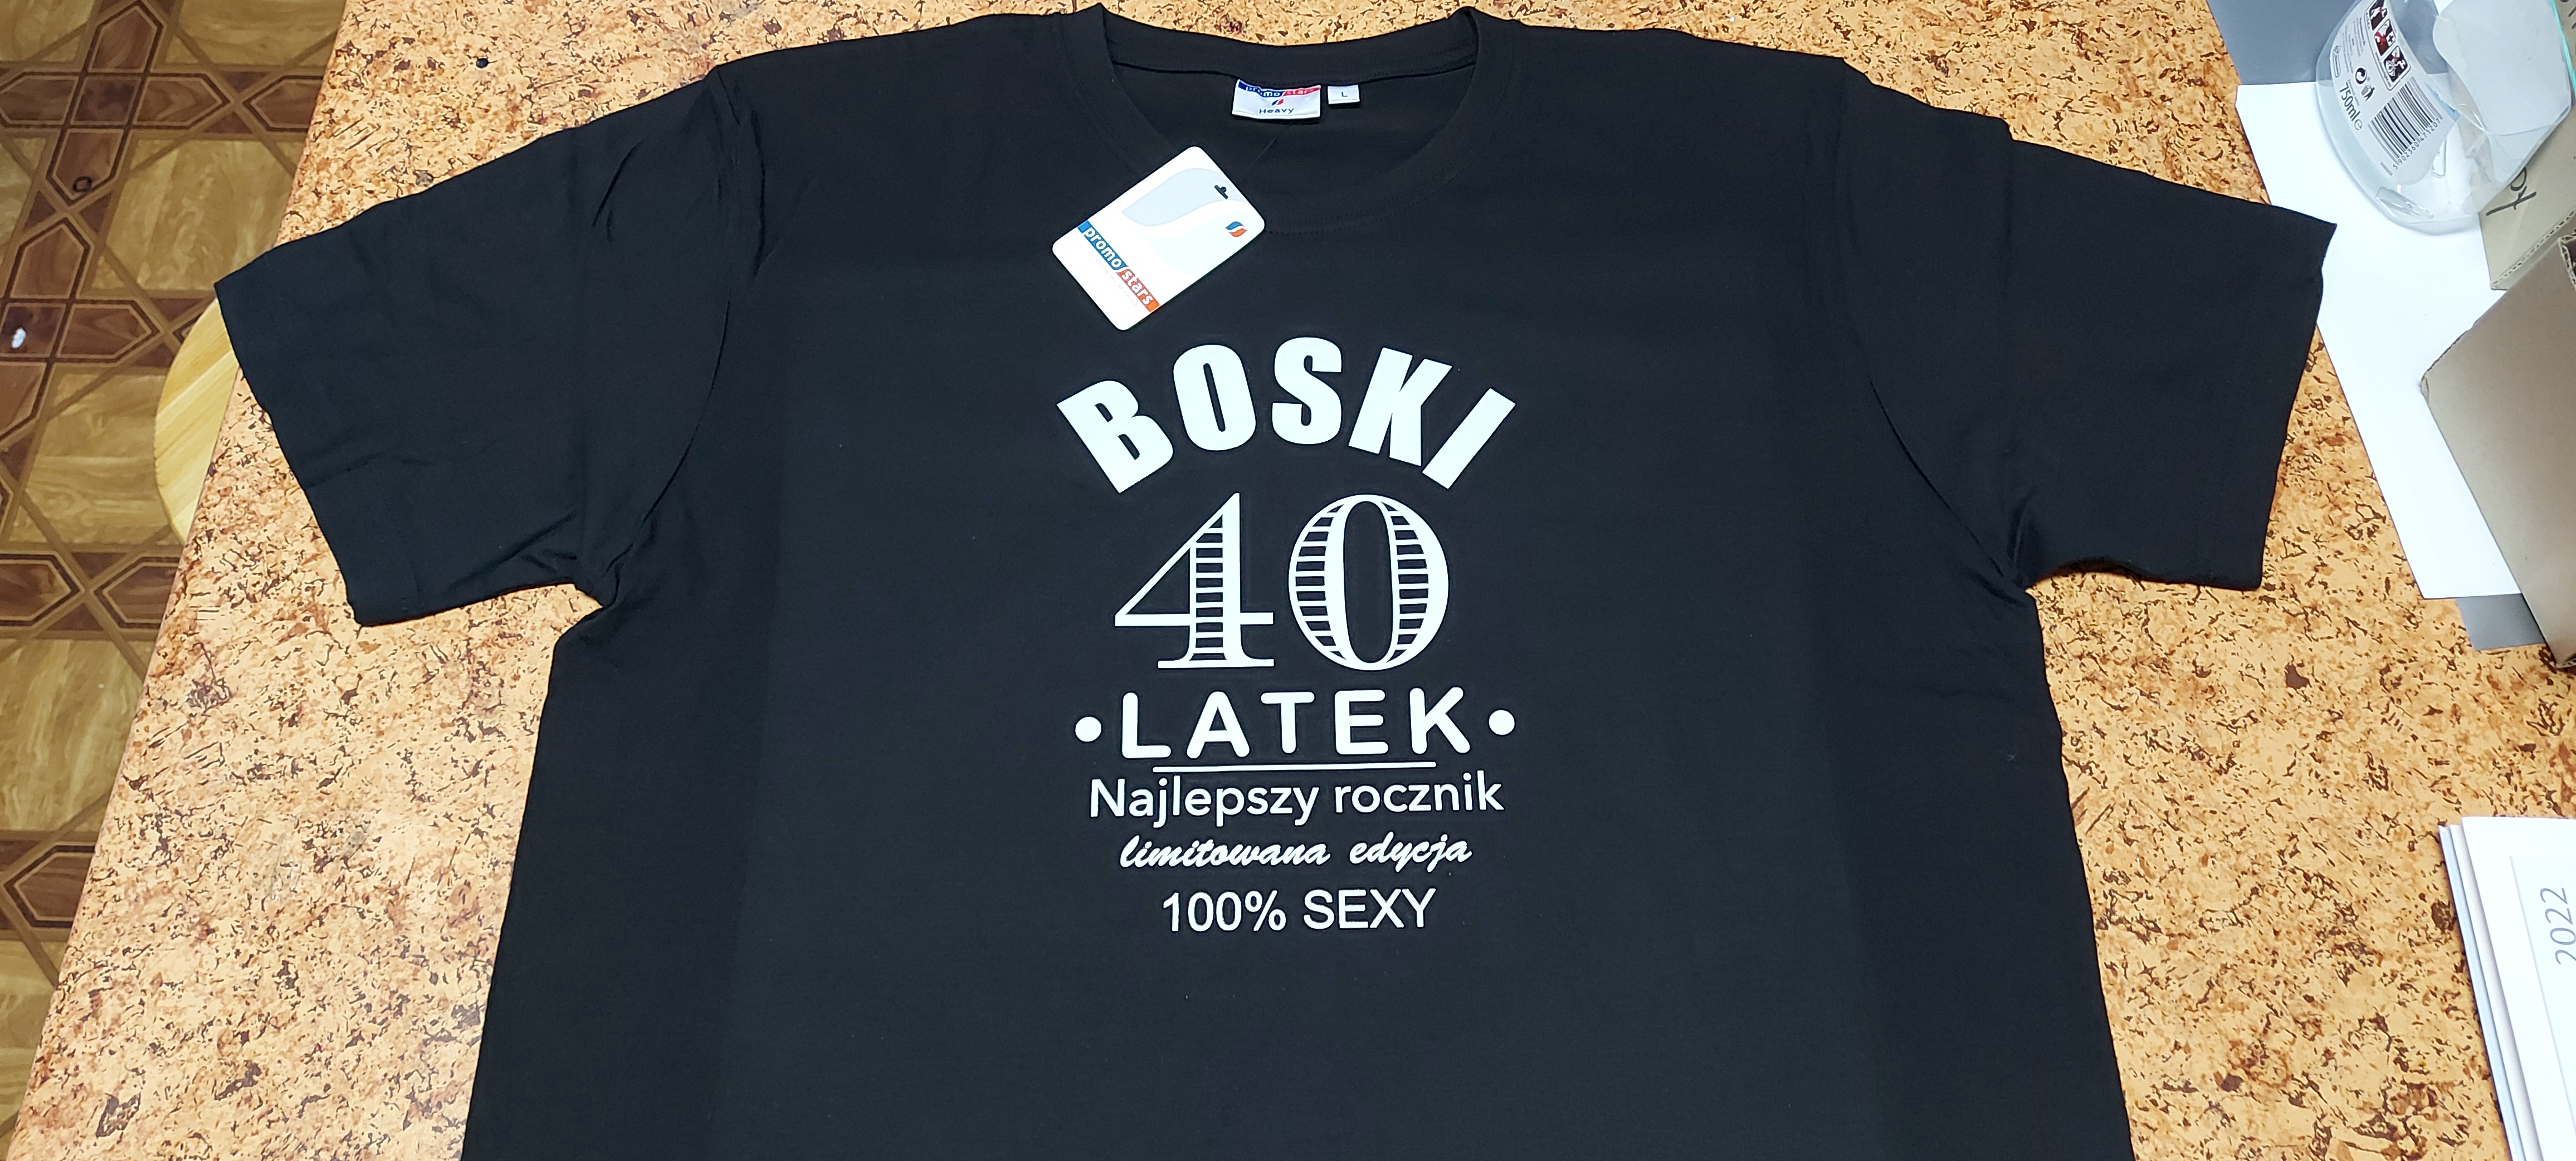 promo stars
Heavy
L
promo stars
750ml e
BOSKI
40
•LATEK•
Najlepszy rocznik
limitowana edycja
100% SEXY
2022